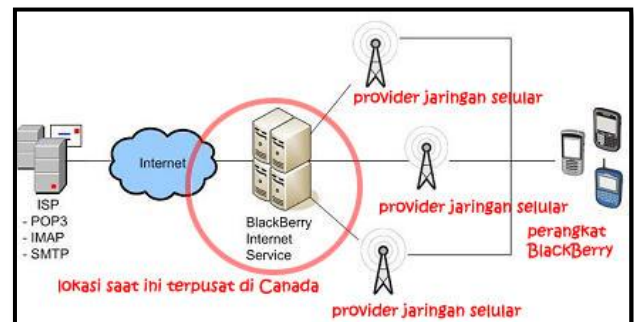 provider jaringan selular
Internet
ISP
- POP3
- IMAP
- SMTP
BlackBerry
Internet
Service
provider jaringan selular
perangkat
BlackBerry
lokasi saat ini terpusat di Canada
provider jaringan selular